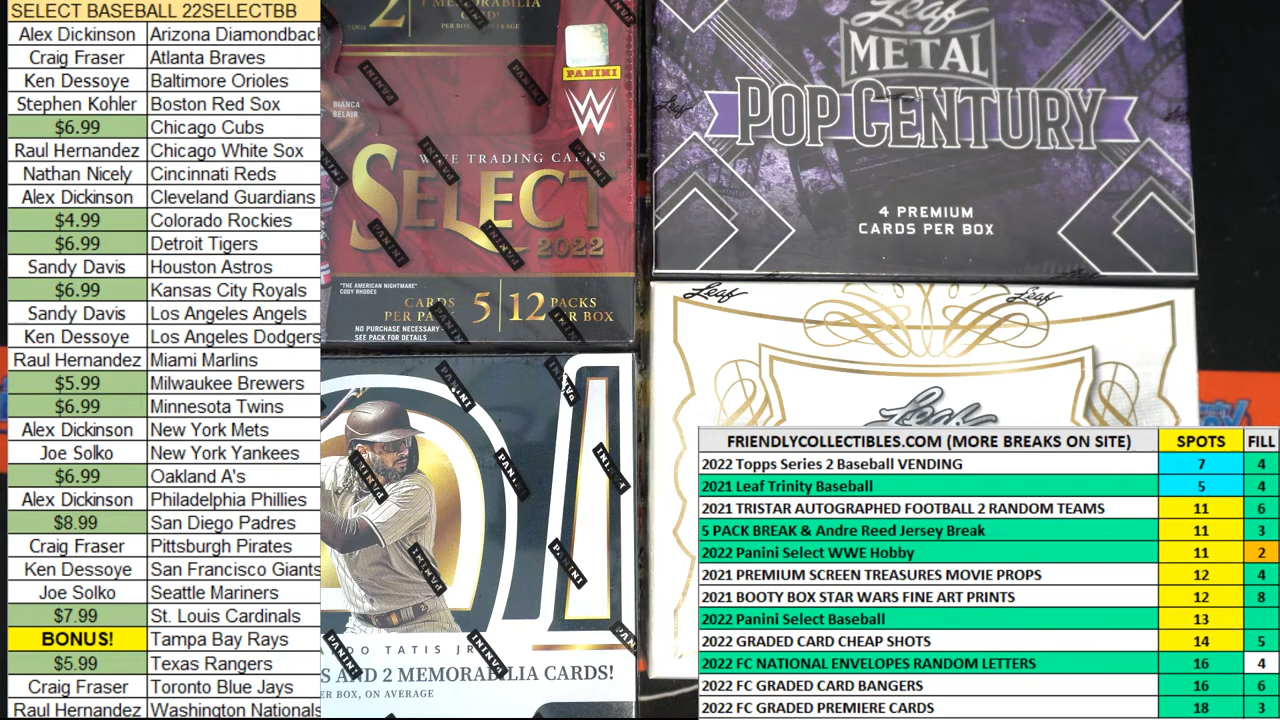 SELECT BASEBALL 22SELECTBB
Alex Dickinson Arizona Diamondback
Craig Fraser Atlanta Braves
Ken Dessoye Baltimore Orioles
Stephen Kohler Boston Red Sox
$6.99 Chicago Cubs
Raul Hernandez Chicago White Sox
Nathan Nicely Cincinnati Reds
Alex Dickinson Cleveland Guardians
$4.99 Colorado Rockies
$6.99 Detroit Tigers
Sandy Davis Houston Astros
$6.99 Kansas City Royals
Sandy Davis Los Angeles Angels
Ken Dessoye Los Angeles Dodgers
Raul Hernandez Miami Marlins
$5.99 Milwaukee Brewers
$6.99 Minnesota Twins
Alex Dickinson New York Mets
Joe Solko New York Yankees
$6.99 Oakland A's
Alex Dickinson Philadelphia Phillies
$8.99 San Diego Padres
Craig Fraser Pittsburgh Pirates
Ken Dessoye San Francisco Giants
Joe Solko Seattle Mariners
$7.99 St. Louis Cardinals
BONUS! Tampa Bay Rays
$5.99 Texas Rangers
Craig Fraser Toronto Blue Jays
Raul Hernandez Washington Nationals
2 1 MEMORABILIA
CARD!
PER BOX, ON AVERAGE
PANINI
BIANCA
BELAIR
W
WWE TRADING CARDS
SELECT
2022
"THE AMERICAN NIGHTMARE"
CODY RHODES
CARDS
PER PACK 5 12 PACKS
PER BOX
NO PURCHASE NECESSARY
SEE PACK FOR DETAILS
TATIS JR
AND 2 MEMORABILIA CARDS!
ER BOX, ON AVERAGE
Leaf
METAL
POP CENTURY
4 PREMIUM
CARDS PER BOX
Leaf Leaf
Leaf
FRIENDLYCOLLECTIBLES.COM (MORE BREAKS ON SITE) SPOTS FILL
2022 Topps Series 2 Baseball VENDING 7 4
2021 Leaf Trinity Baseball 5 4
2021 TRISTAR AUTOGRAPHED FOOTBALL 2 RANDOM TEAMS 11 6
5 PACK BREAK & Andre Reed Jersey Break 11 3
2022 Panini Select WWE Hobby 11 2
2021 PREMIUM SCREEN TREASURES MOVIE PROPS 12 4
2021 BOOTY BOX STAR WARS FINE ART PRINTS 12 8
2022 Panini Select Baseball 13
2022 GRADED CARD CHEAP SHOTS 14 5
2022 FC NATIONAL ENVELOPES RANDOM LETTERS 16 4
2022 FC GRADED CARD BANGERS 16 6
2022 FC GRADED PREMIERE CARDS 18 3